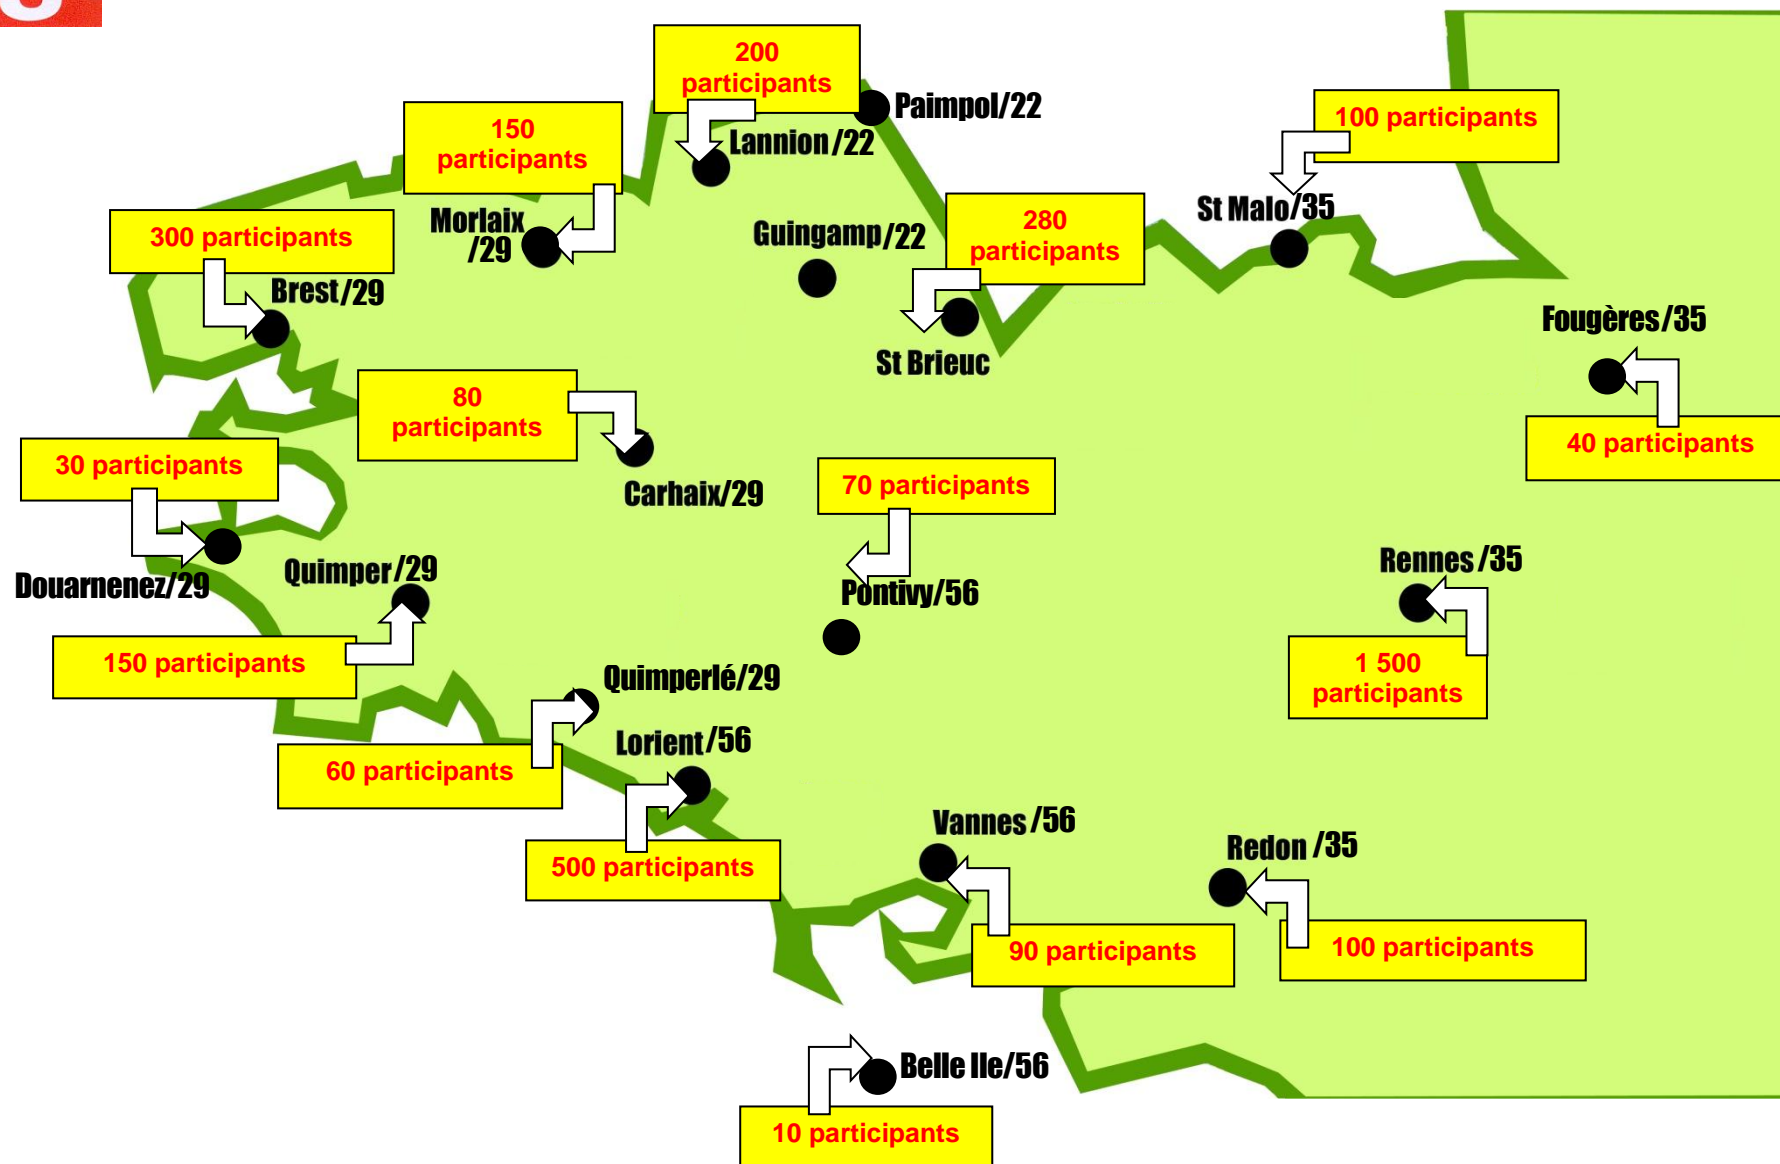 200
participants
Paimpol/22
100 participants
150
participants
Lannion/22
Morlaix
/29
St Malo/35
300 participants
Guingamp/22
280
participants
Brest/29
Fougères/35
St Brieuc
80
participants
40 participants
30 participants
70 participants
Carhaix/29
Douarnenez/29
Quimper/29
Pontivy/56
Rennes/35
150 participants
1 500
participants
Quimperlé/29
60 participants
Lorient/56
500 participants
Vannes/56
Redon/35
90 participants
100 participants
Belle Ile/56
10 participants